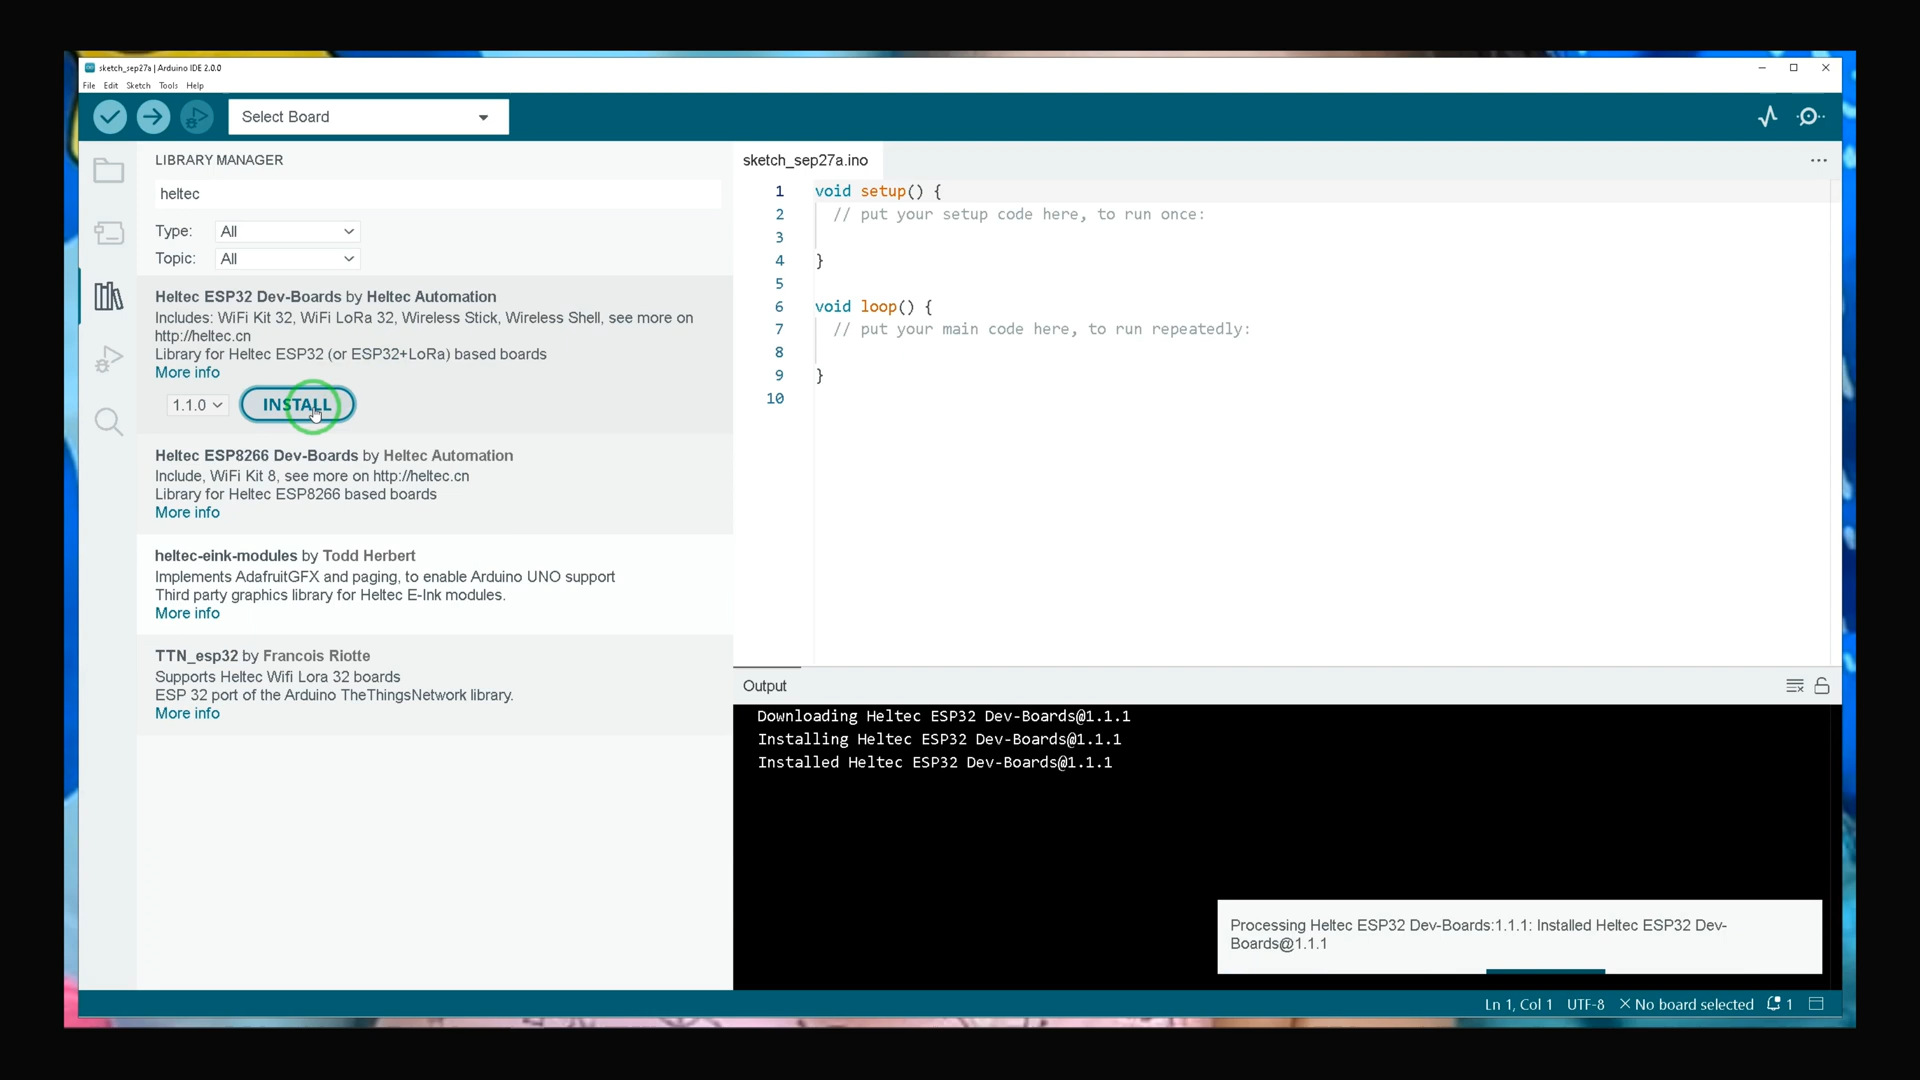 sketch_sep27a | Arduino IDE 2.0.0
File Edit Sketch Tools Help
Select Board
LIBRARY MANAGER
heltec
Type: All
Topic: All
Heltec ESP32 Dev-Boards by Heltec Automation
Includes: WiFi Kit 32, WiFi LoRa 32, Wireless Stick, Wireless Shell, see more on
http://heltec.cn
Library for Heltec ESP32 (or ESP32+LoRa) based boards
More info
1.1.0 INSTALL
Heltec ESP8266 Dev-Boards by Heltec Automation
Include, WiFi Kit 8, see more on http://heltec.cn
Library for Heltec ESP8266 based boards
More info
heltec-eink-modules by Todd Herbert
Implements AdafruitGFX and paging, to enable Arduino UNO support
Third party graphics library for Heltec E-Ink modules.
More info
TTN_esp32 by Francois Riotte
Supports Heltec Wifi Lora 32 boards
ESP 32 port of the Arduino TheThingsNetwork library.
More info
sketch_sep27a.ino
1 void setup() {
2 // put your setup code here, to run once:
3
4 }
5
6 void loop() {
7 // put your main code here, to run repeatedly:
8
9 }
10
Output
Downloading Heltec ESP32 Dev-Boards@1.1.1
Installing Heltec ESP32 Dev-Boards@1.1.1
Installed Heltec ESP32 Dev-Boards@1.1.1
Processing Heltec ESP32 Dev-Boards:1.1.1: Installed Heltec ESP32 Dev-
Boards@1.1.1
Ln 1, Col 1 UTF-8 No board selected 1